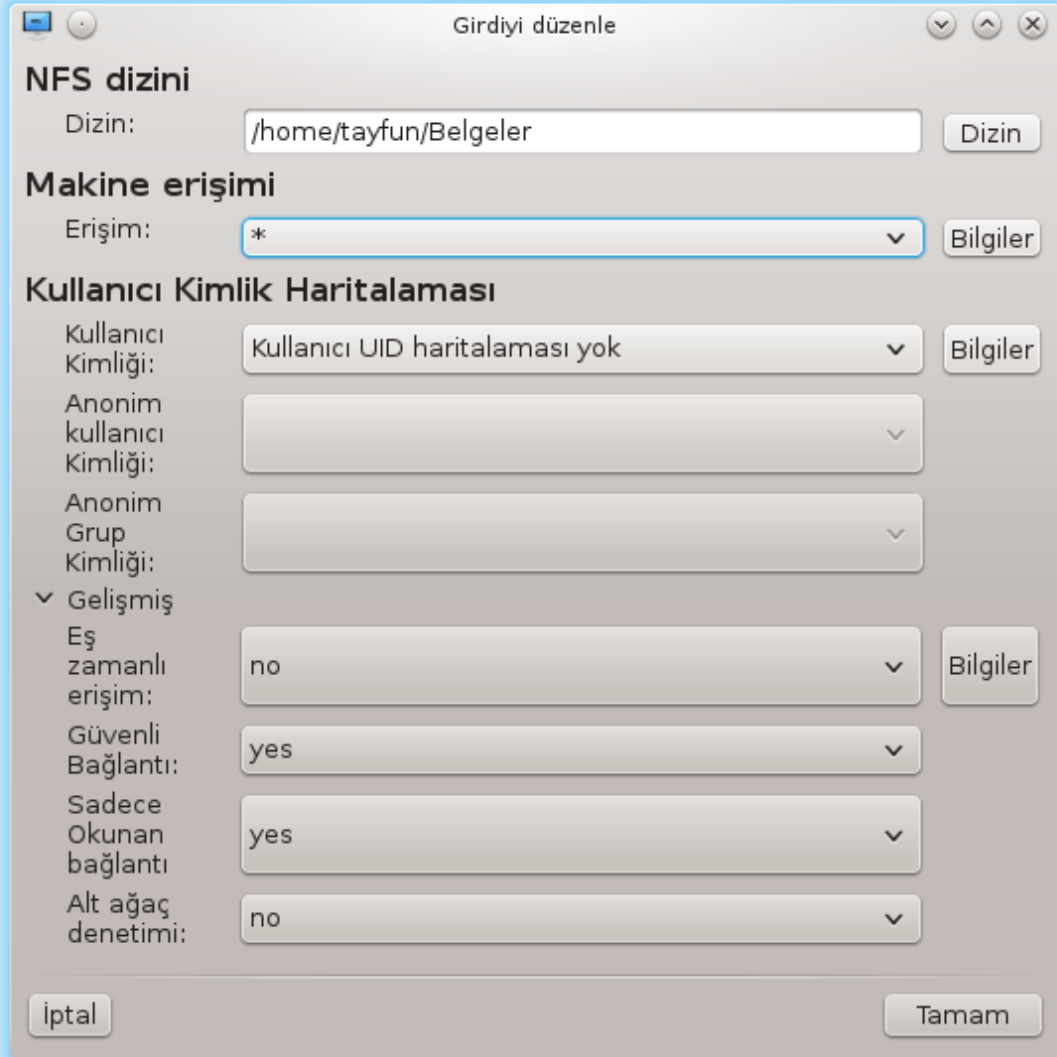 Girdiyi düzenle
NFS dizini
Dizin:
/home/tayfun/Belgeler
Dizin
Makine erişimi
Erişim:
*
Bilgiler
Kullanıcı Kimlik Haritalaması
Kullanıcı
Kimliği:
Kullanıcı UID haritalaması yok
Bilgiler
Anonim
kullanıcı
Kimliği:
Anonim
Grup
Kimliği:
Gelişmiş
Eş
zamanlı
erişim:
no
Bilgiler
Güvenli
Bağlantı:
yes
Sadece
Okunan
bağlantı
yes
Alt ağaç
denetimi:
no
İptal
Tamam